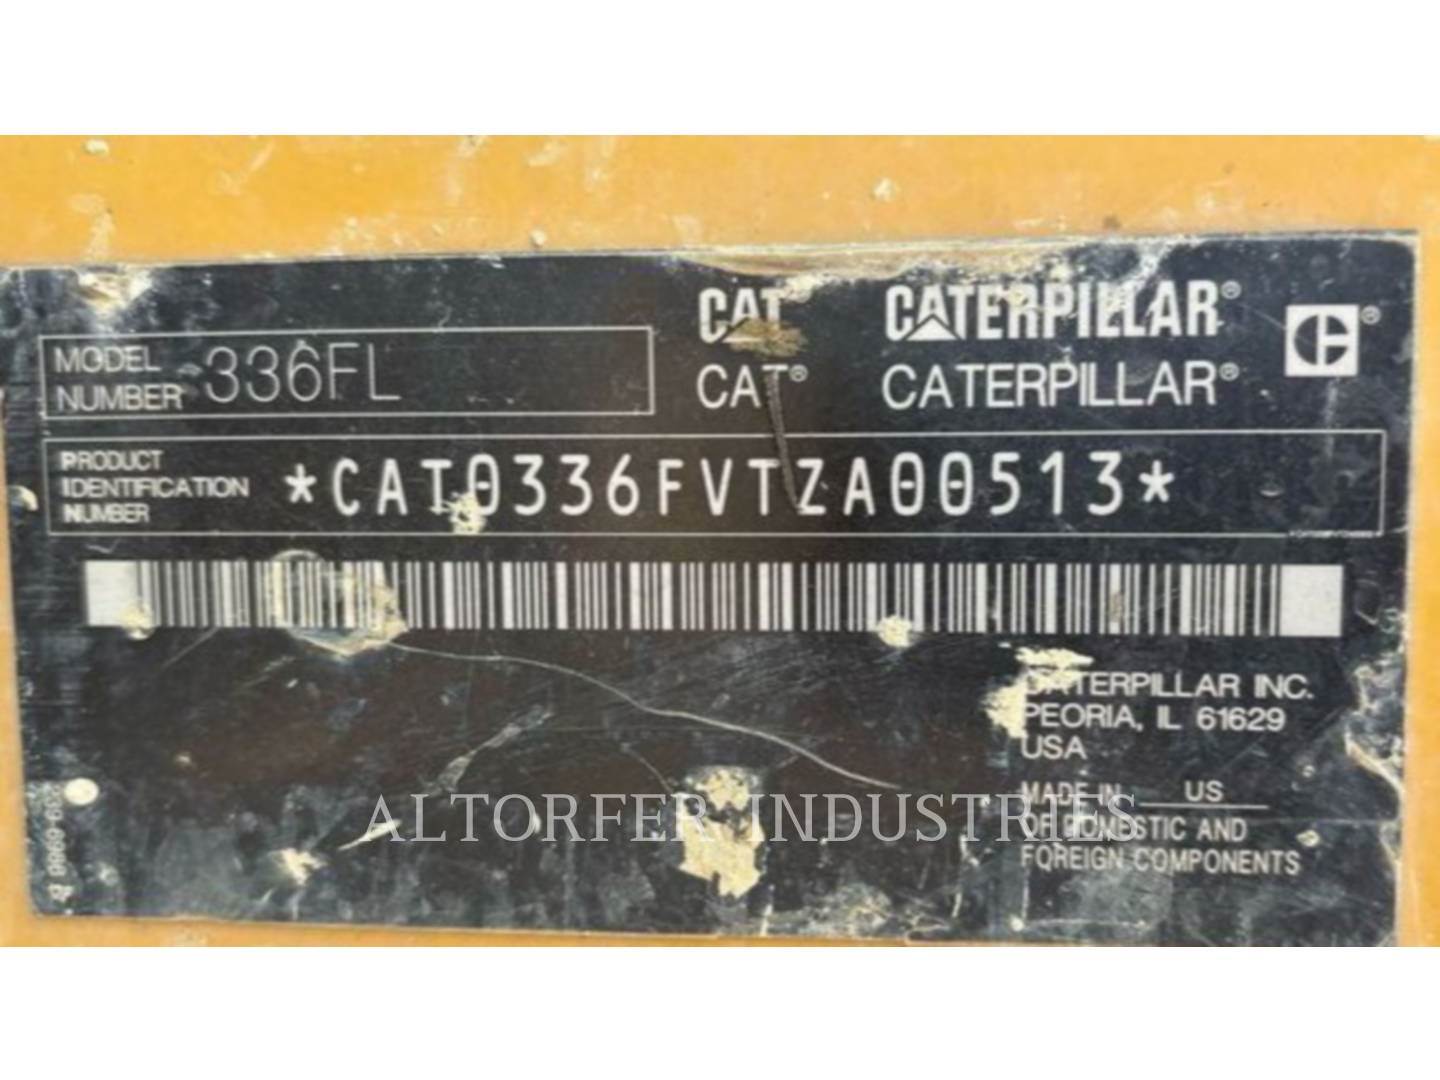 CAT® CATERPILLAR®
MODEL NUMBER 336FL
CAT® CATERPILLAR®
PRODUCT IDENTIFICATION NUMBER *CAT0336FVTZA00513*
CATERPILLAR INC.
PEORIA, IL 61629
USA
MADE IN US
OF DOMESTIC AND
FOREIGN COMPONENTS
ALTORFER INDUSTRIES